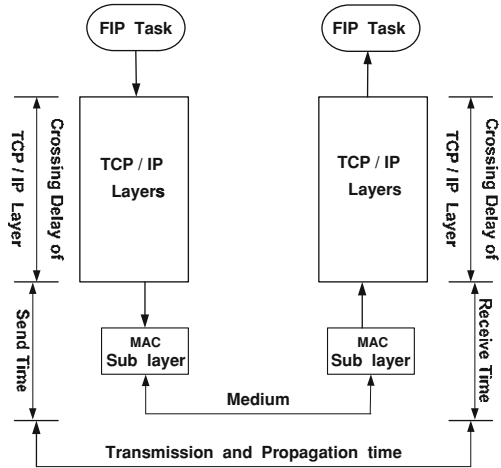 FIP Task
FIP Task
Crossing Delay of
TCP / IP Layer
TCP / IP
Layers
TCP / IP
Layers
Crossing Delay of
TCP / IP Layer
Send Time
MAC
Sub layer
MAC
Sub layer
Receive Time
Medium
Transmission and Propagation time